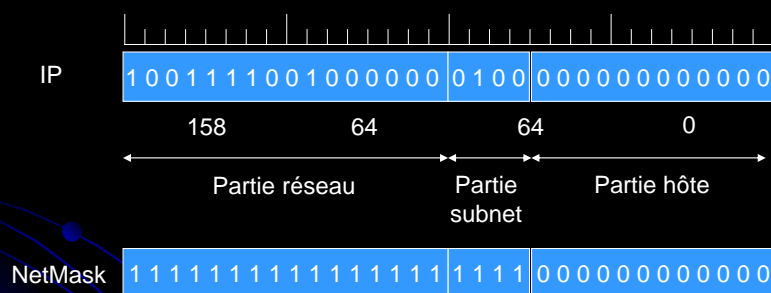 IP 1 0 0 1 1 1 1 0 0 1 0 0 0 0 0 0 0 1 0 0 0 0 0 0 0 0 0 0 0 0 0 0
158 64 64 0
Partie réseau Partie subnet Partie hôte
NetMask 1 1 1 1 1 1 1 1 1 1 1 1 1 1 1 1 1 1 1 1 0 0 0 0 0 0 0 0 0 0 0 0